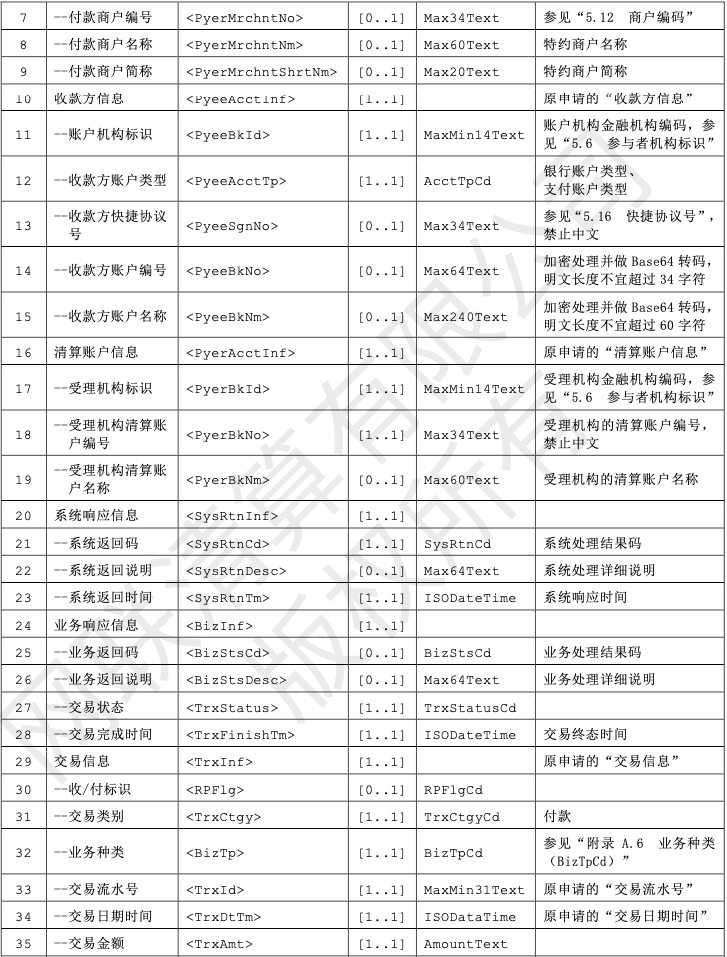 7 --付款商户编号 <PyerMrchntNo> [0..1] Max34Text 参见“5.12 商户编码”
8 --付款商户名称 <PyerMrchntNm> [0..1] Max60Text 特约商户名称
9 --付款商户简称 <PyerMrchntShrtNm> [0..1] Max20Text 特约商户简称
10 收款方信息 <PyeeAcctInf> [1..1] 原申请的“收款方信息”
11 --账户机构标识 <PyeeBkId> [1..1] MaxMin14Text 账户机构金融机构编码，参
见“5.6 参与者机构标识”
12 --收款方账户类型 <PyeeAcctTp> [1..1] AcctTpCd 银行账户类型、
支付账户类型
13 --收款方快捷协议
号 <PyeeSgnNo> [0..1] Max34Text 参见“5.16 快捷协议号”，
禁止中文
14 --收款方账户编号 <PyeeBkNo> [0..1] Max64Text 加密处理并做 Base64 转码，
明文长度不宜超过 34 字符
15 --收款方账户名称 <PyeeBkNm> [0..1] Max240Text 加密处理并做 Base64 转码，
明文长度不宜超过 60 字符
16 清算账户信息 <PyerAcctInf> [1..1] 原申请的“清算账户信息”
17 --受理机构标识 <PyerBkId> [1..1] MaxMin14Text 受理机构金融机构编码，参
见“5.6 参与者机构标识”
18 --受理机构清算账
户编号 <PyerBkNo> [1..1] Max34Text 受理机构的清算账户编号，
禁止中文
19 --受理机构清算账
户名称 <PyerBkNm> [0..1] Max60Text 受理机构的清算账户名称
20 系统响应信息 <SysRtnInf> [1..1]
21 --系统返回码 <SysRtnCd> [1..1] SysRtnCd 系统处理结果码
22 --系统返回说明 <SysRtnDesc> [0..1] Max64Text 系统处理详细说明
23 --系统返回时间 <SysRtnTm> [1..1] ISODateTime 系统响应时间
24 业务响应信息 <BizInf> [1..1]
25 --业务返回码 <BizStsCd> [0..1] BizStsCd 业务处理结果码
26 --业务返回说明 <BizStsDesc> [0..1] Max64Text 业务处理详细说明
27 --交易状态 <TrxStatus> [1..1] TrxStatusCd
28 --交易完成时间 <TrxFinishTm> [1..1] ISODateTime 交易终态时间
29 交易信息 <TrxInf> [1..1] 原申请的“交易信息”
30 --收/付标识 <RPFlg> [0..1] RPFlgCd
31 --交易类别 <TrxCtgy> [1..1] TrxCtgyCd 付款
32 --业务种类 <BizTp> [1..1] BizTpCd 参见“附录 A.6 业务种类
（BizTpCd）”
33 --交易流水号 <TrxId> [1..1] MaxMin31Text 原申请的“交易流水号”
34 --交易日期时间 <TrxDtTm> [1..1] ISODataTime 原申请的“交易日期时间”
35 --交易金额 <TrxAmt> [1..1] AmountText
网联清算有限公司
版权所有